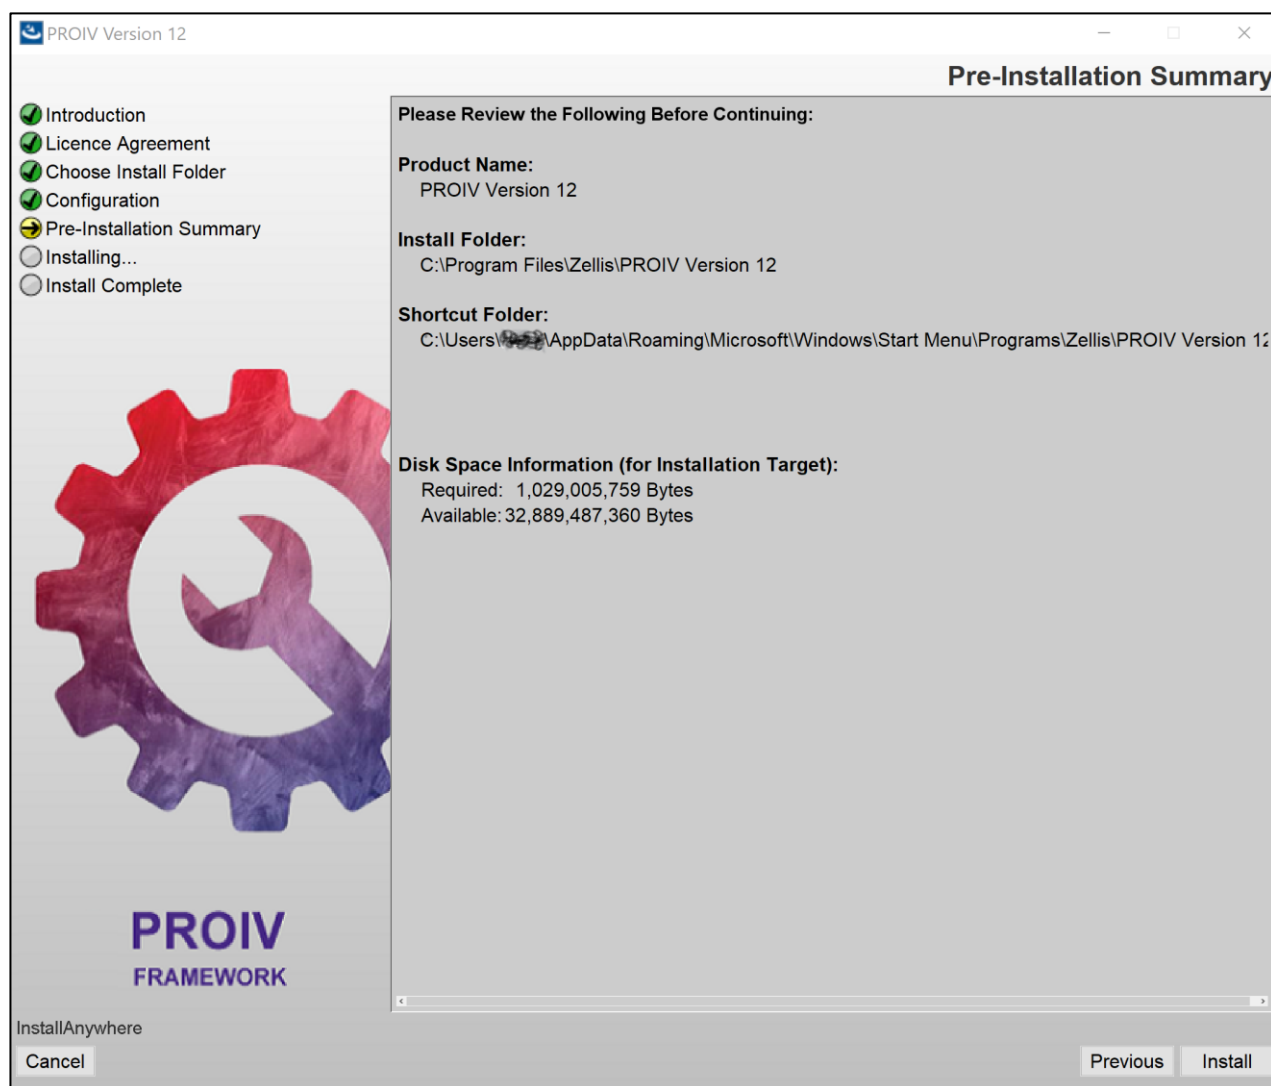 PROIV Version 12
Pre-Installation Summary
Introduction
Licence Agreement
Choose Install Folder
Configuration
Pre-Installation Summary
Installing...
Install Complete
Please Review the Following Before Continuing:
Product Name:
PROIV Version 12
Install Folder:
C:\Program Files\Zellis\PROIV Version 12
Shortcut Folder:
C:\Users\ \AppData\Roaming\Microsoft\Windows\Start Menu\Programs\Zellis\PROIV Version 12
Disk Space Information (for Installation Target):
Required: 1,029,005,759 Bytes
Available: 32,889,487,360 Bytes
PROIV
FRAMEWORK
InstallAnywhere
Cancel
Previous
Install